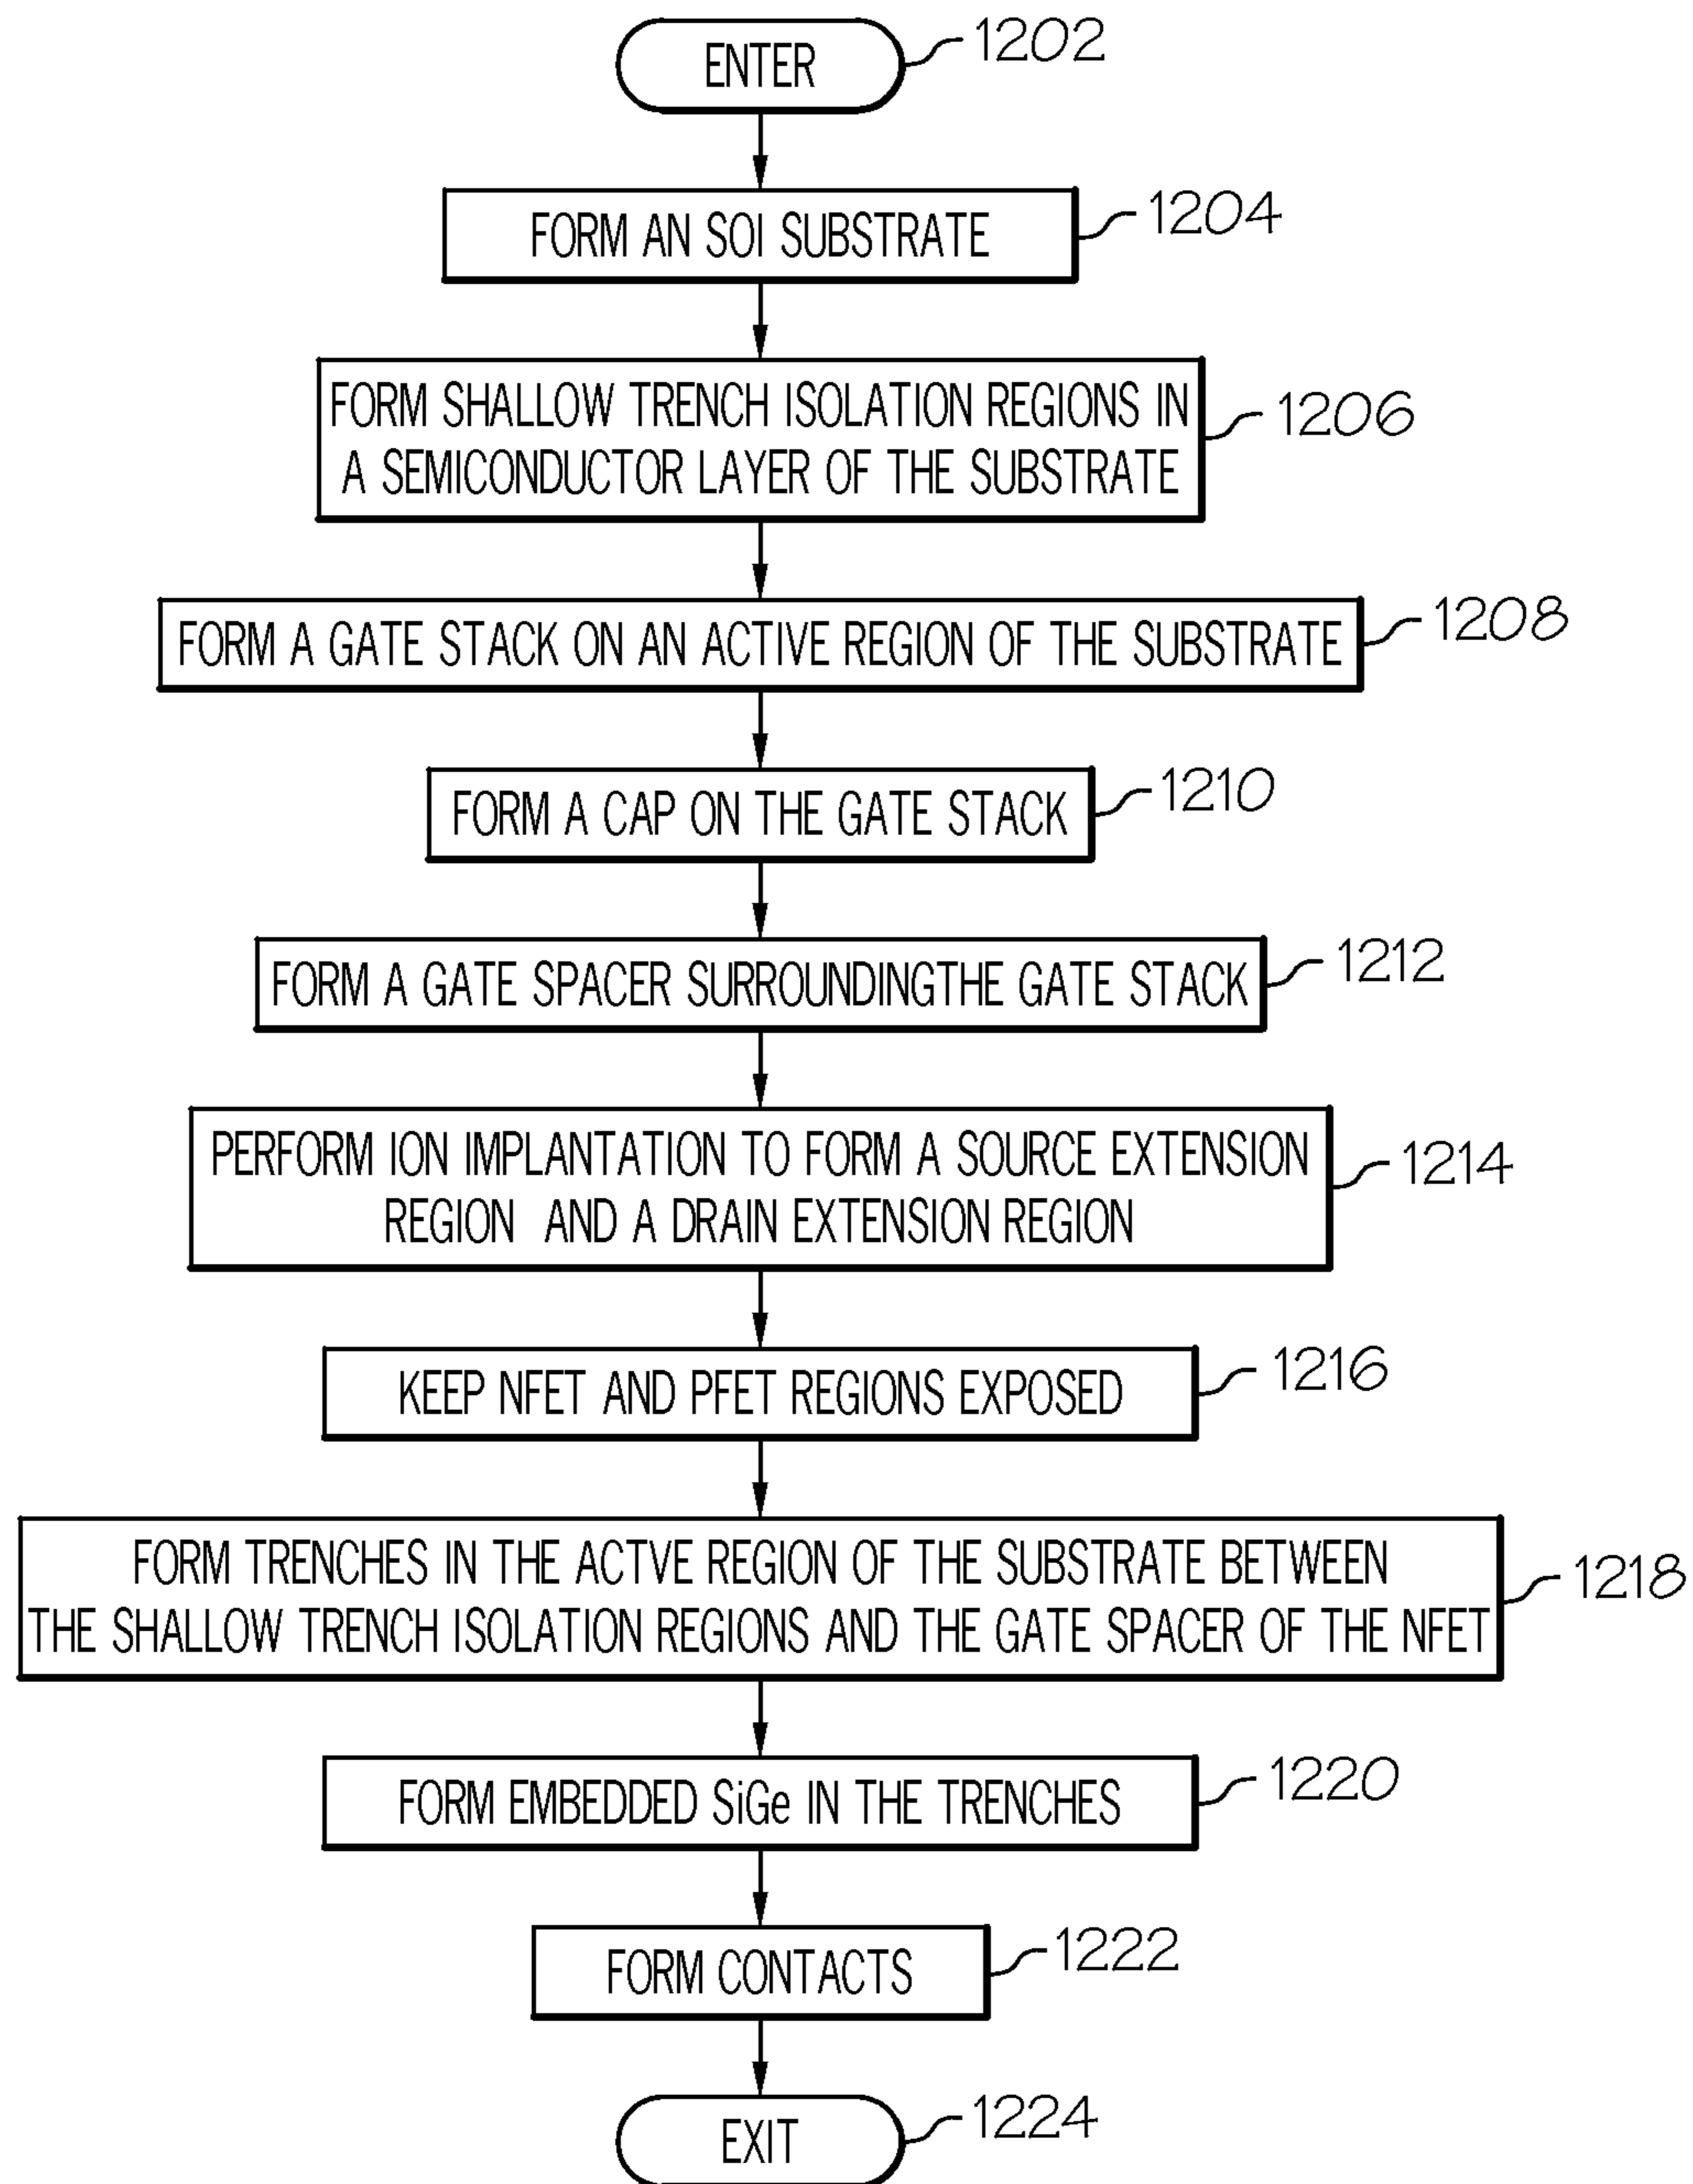 ENTER
1202
FORM AN SOI SUBSTRATE
1204
FORM SHALLOW TRENCH ISOLATION REGIONS IN
A SEMICONDUCTOR LAYER OF THE SUBSTRATE
1206
FORM A GATE STACK ON AN ACTIVE REGION OF THE SUBSTRATE
1208
FORM A CAP ON THE GATE STACK
1210
FORM A GATE SPACER SURROUNDINGTHE GATE STACK
1212
PERFORM ION IMPLANTATION TO FORM A SOURCE EXTENSION
REGION AND A DRAIN EXTENSION REGION
1214
KEEP NFET AND PFET REGIONS EXPOSED
1216
FORM TRENCHES IN THE ACTVE REGION OF THE SUBSTRATE BETWEEN
THE SHALLOW TRENCH ISOLATION REGIONS AND THE GATE SPACER OF THE NFET
1218
FORM EMBEDDED SiGe IN THE TRENCHES
1220
FORM CONTACTS
1222
EXIT
1224